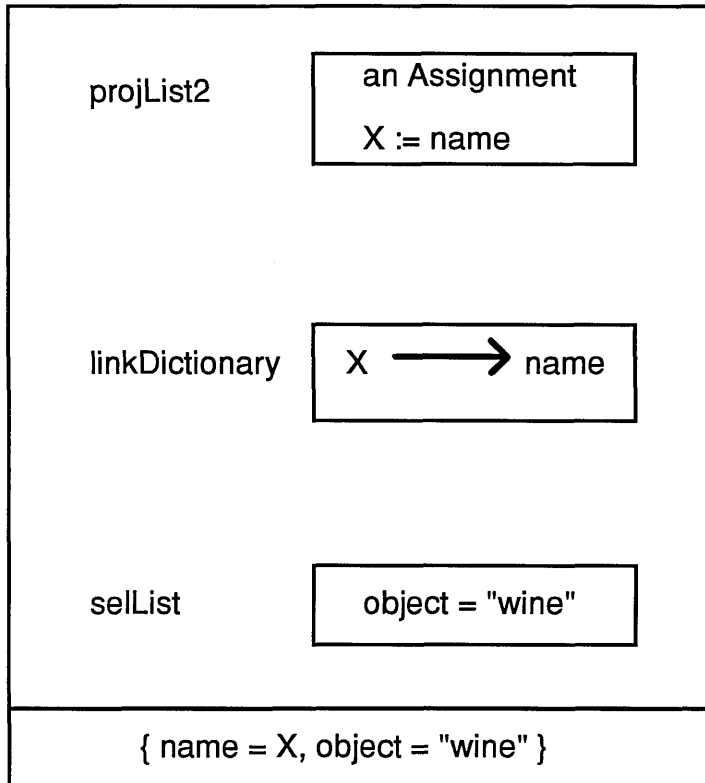 projList2
an Assignment
X := name
linkDictionary
X name
selList
object = "wine"
{ name = X, object = "wine" }